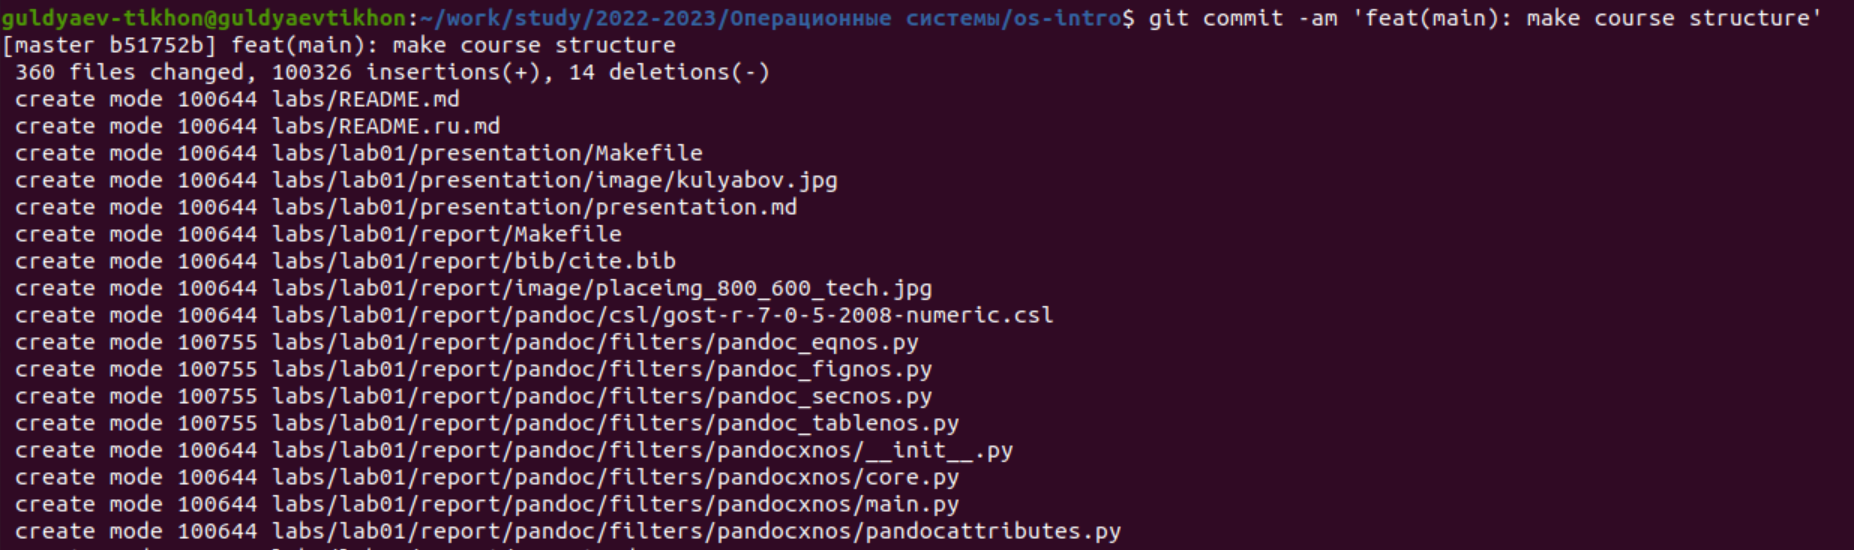 guldyaev-tikhon@guldyaevtikhon:~/work/study/2022-2023/Операционные системы/os-intro$ git commit -am 'feat(main): make course structure'
[master b51752b] feat(main): make course structure
 360 files changed, 100326 insertions(+), 14 deletions(-)
 create mode 100644 labs/README.md
 create mode 100644 labs/README.ru.md
 create mode 100644 labs/lab01/presentation/Makefile
 create mode 100644 labs/lab01/presentation/image/kulyabov.jpg
 create mode 100644 labs/lab01/presentation/presentation.md
 create mode 100644 labs/lab01/report/Makefile
 create mode 100644 labs/lab01/report/bib/cite.bib
 create mode 100644 labs/lab01/report/image/placeimg_800_600_tech.jpg
 create mode 100644 labs/lab01/report/pandoc/csl/gost-r-7-0-5-2008-numeric.csl
 create mode 100755 labs/lab01/report/pandoc/filters/pandoc_eqnos.py
 create mode 100755 labs/lab01/report/pandoc/filters/pandoc_fignos.py
 create mode 100755 labs/lab01/report/pandoc/filters/pandoc_secnos.py
 create mode 100755 labs/lab01/report/pandoc/filters/pandoc_tablenos.py
 create mode 100644 labs/lab01/report/pandoc/filters/pandocxnos/__init__.py
 create mode 100644 labs/lab01/report/pandoc/filters/pandocxnos/core.py
 create mode 100644 labs/lab01/report/pandoc/filters/pandocxnos/main.py
 create mode 100644 labs/lab01/report/pandoc/filters/pandocxnos/pandocattributes.py